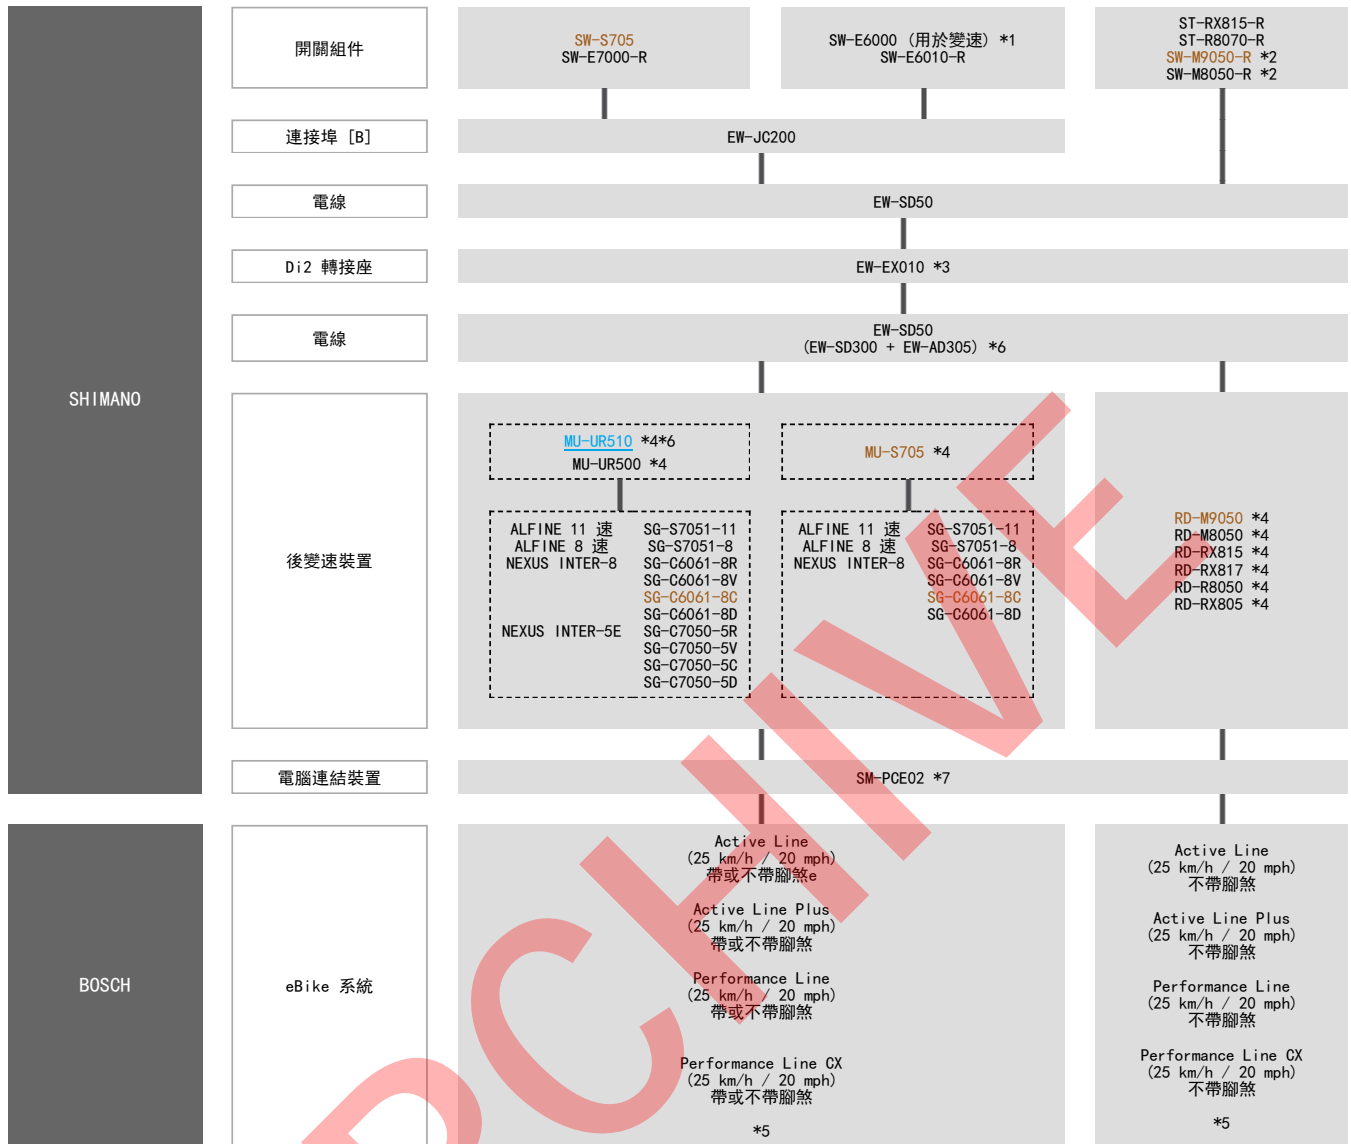 SHIMANO
開關組件
SW-S705
SW-E7000-R
SW-E6000 (用於變速) *1
SW-E6010-R
ST-RX815-R
ST-R8070-R
SW-M9050-R *2
SW-M8050-R *2
連接埠 [B]
EW-JC200
電線
EW-SD50
Di2 轉接座
EW-EX010 *3
電線
EW-SD50
(EW-SD300 + EW-AD305) *6
後變速裝置
MU-UR510 *4*6
MU-UR500 *4
ALFINE 11 速 SG-S7051-11
ALFINE 8 速 SG-S7051-8
NEXUS INTER-8 SG-C6061-8R
SG-C6061-8V
SG-C6061-8C
SG-C6061-8D
NEXUS INTER-5E SG-C7050-5R
SG-C7050-5V
SG-C7050-5C
SG-C7050-5D
MU-S705 *4
ALFINE 11 速 SG-S7051-11
ALFINE 8 速 SG-S7051-8
NEXUS INTER-8 SG-C6061-8R
SG-C6061-8V
SG-C6061-8C
SG-C6061-8D
RD-M9050 *4
RD-M8050 *4
RD-RX815 *4
RD-RX817 *4
RD-R8050 *4
RD-RX805 *4
電腦連結裝置
SM-PCE02 *7
BOSCH
eBike 系統
Active Line
(25 km/h / 20 mph)
帶或不帶腳煞e
Active Line Plus
(25 km/h / 20 mph)
帶或不帶腳煞
Performance Line
(25 km/h / 20 mph)
帶或不帶腳煞
Performance Line CX
(25 km/h / 20 mph)
帶或不帶腳煞
*5
Active Line
(25 km/h / 20 mph)
不帶腳煞
Active Line Plus
(25 km/h / 20 mph)
不帶腳煞
Performance Line
(25 km/h / 20 mph)
不帶腳煞
Performance Line CX
(25 km/h / 20 mph)
不帶腳煞
*5